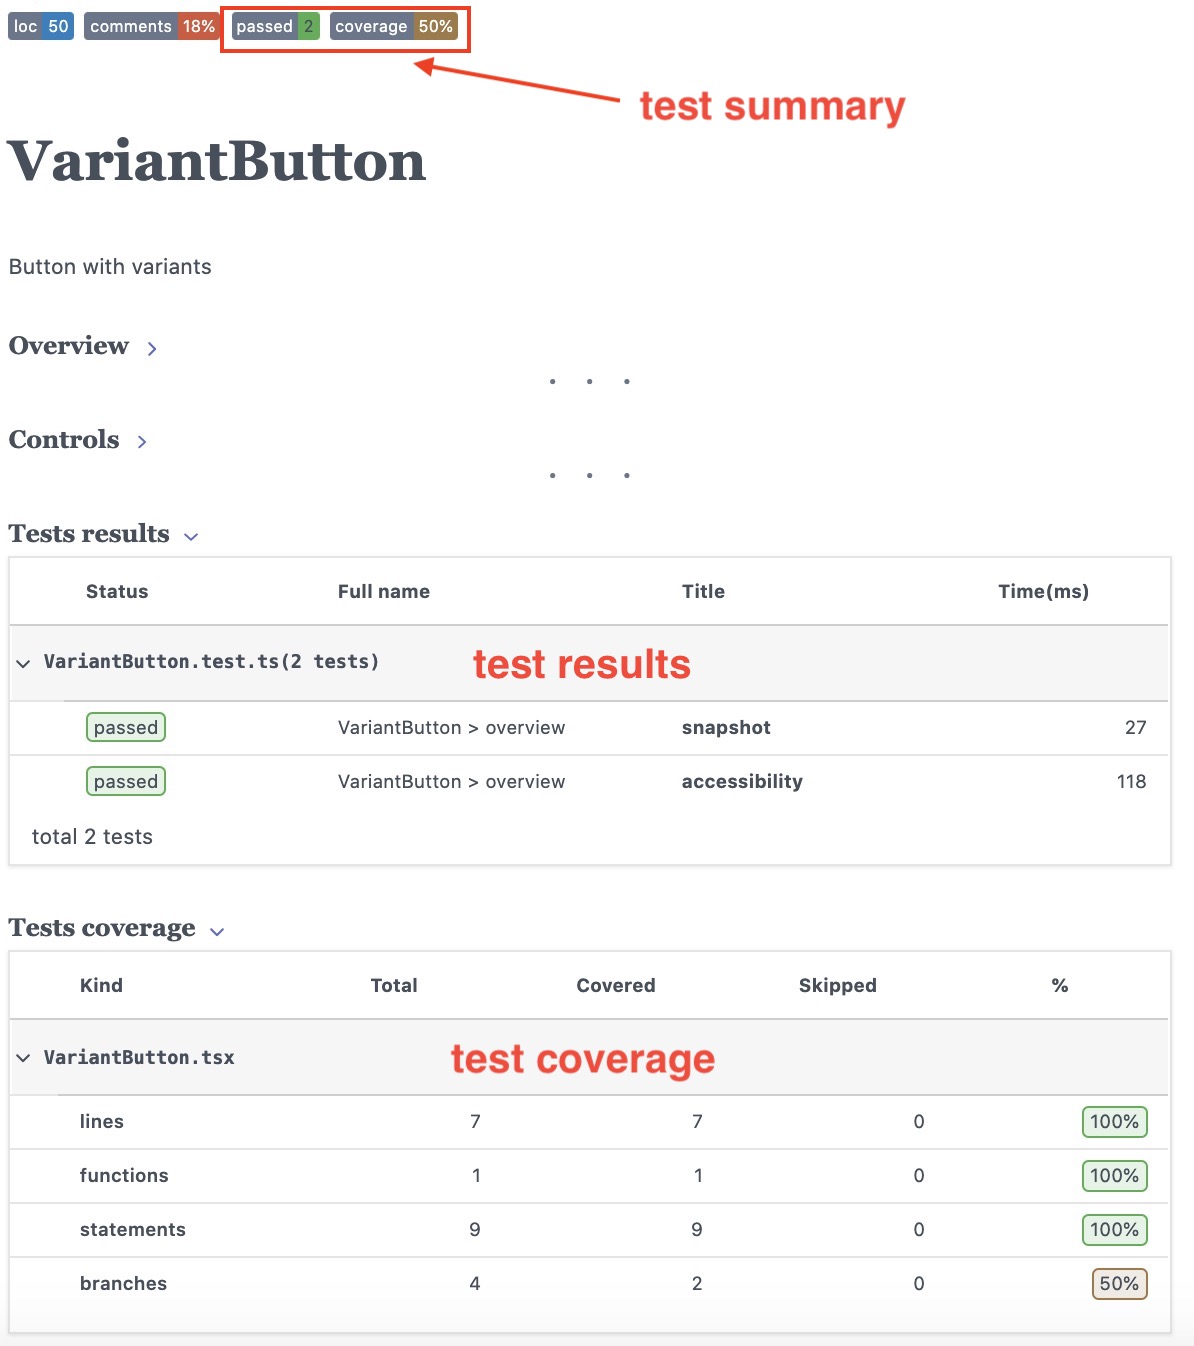 loc 50 comments 18% passed 2 coverage 50%
test summary
VariantButton
Button with variants
Overview
Controls
Tests results
Status Full name Title Time(ms)
VariantButton.test.ts(2 tests) test results
passed VariantButton > overview snapshot 27
passed VariantButton > overview accessibility 118
total 2 tests
Tests coverage
Kind Total Covered Skipped %
VariantButton.tsx test coverage
lines 7 7 0 100%
functions 1 1 0 100%
statements 9 9 0 100%
branches 4 2 0 50%